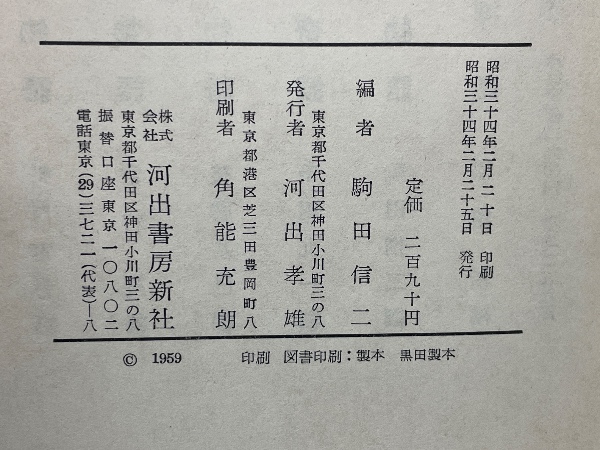 昭和三十四年二月二十日 印刷
昭和三十四年二月二十五日 発行
定価 二百九十円
編者 駒田信二
東京都千代田区神田小川町三の八
発行者 河出孝雄
東京都港区芝三田豊岡町八
印刷者 角能充朗
株式会社 河出書房新社
東京都千代田区神田小川町三の八
振替口座東京一〇八〇二
電話東京(29)三七二一(代表)—八
© 1959 印刷 図書印刷：製本 黒田製本